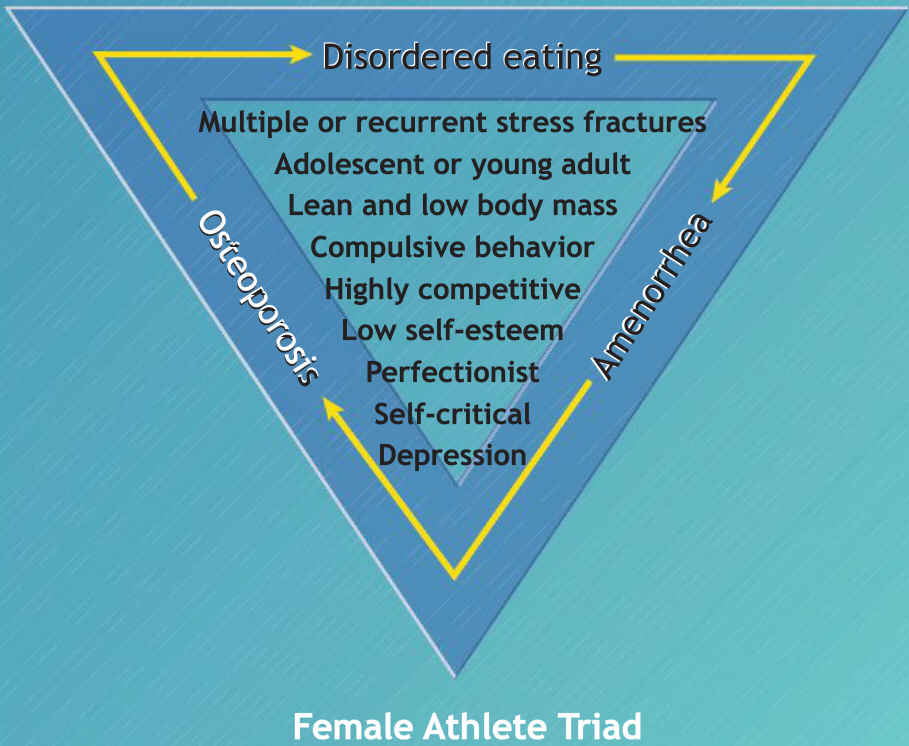 Disordered eating
Multiple or recurrent stress fractures
Adolescent or young adult
Lean and low body mass
Compulsive behavior
Highly competitive
Low self-esteem
Perfectionist
Self-critical
Depression
Osteoporosis
Amenorrhea
Female Athlete Triad